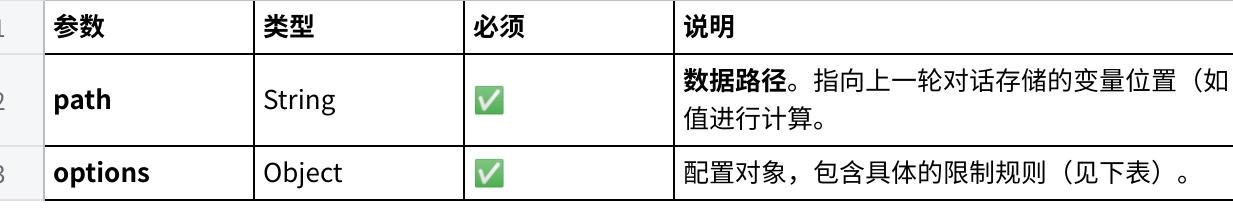 参数 类型 必须 说明
数据路径。指向上一轮对话存储的变量位置（如
2 path String ✅
值进行计算。
options Object ✅ 配置对象，包含具体的限制规则（见下表）。